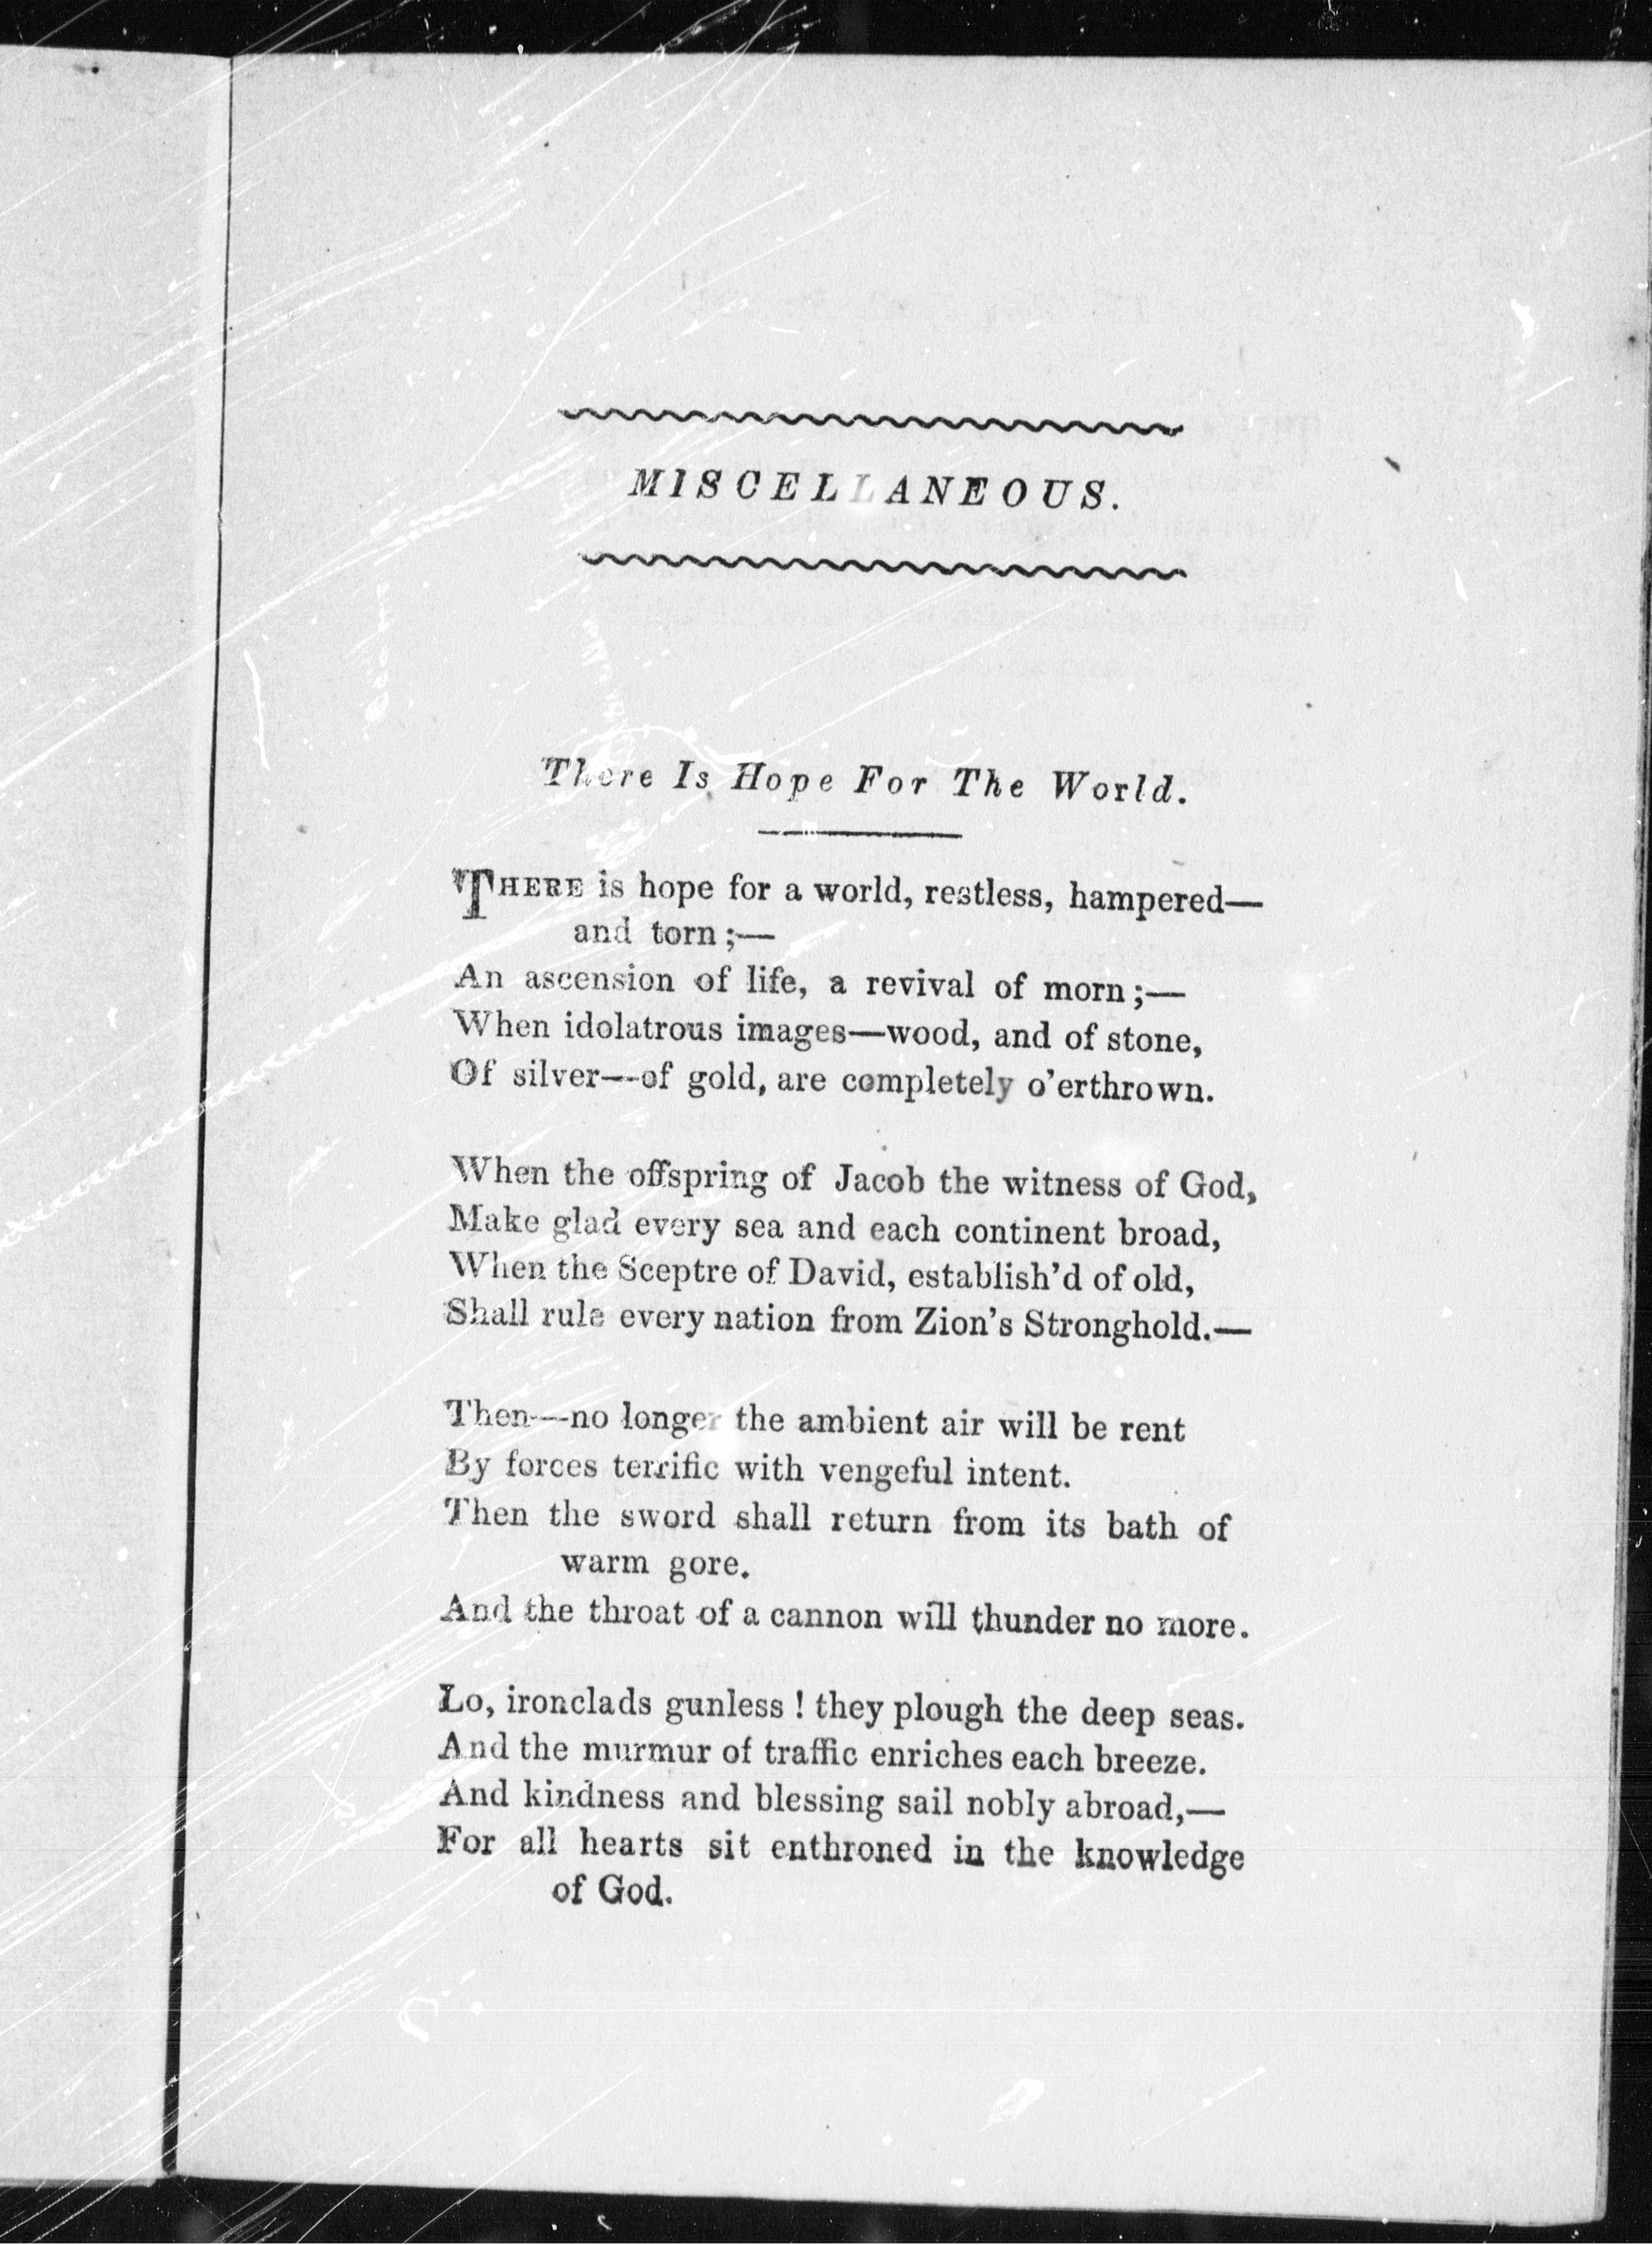 MISCELLANEOUS.
There Is Hope For The World.
THERE is hope for a world, restless, hampered—
and torn;—
An ascension of life, a revival of morn;—
When idolatrous images—wood, and of stone,
Of silver—of gold, are completely o'erthrown.
When the offspring of Jacob the witness of God,
Make glad every sea and each continent broad,
When the Sceptre of David, establish'd of old,
Shall rule every nation from Zion's Stronghold.—
Then—no longer the ambient air will be rent
By forces terrific with vengeful intent.
Then the sword shall return from its bath of
warm gore.
And the throat of a cannon will thunder no more.
Lo, ironclads gunless ! they plough the deep seas.
And the murmur of traffic enriches each breeze.
And kindness and blessing sail nobly abroad,—
For all hearts sit enthroned in the knowledge
of God.